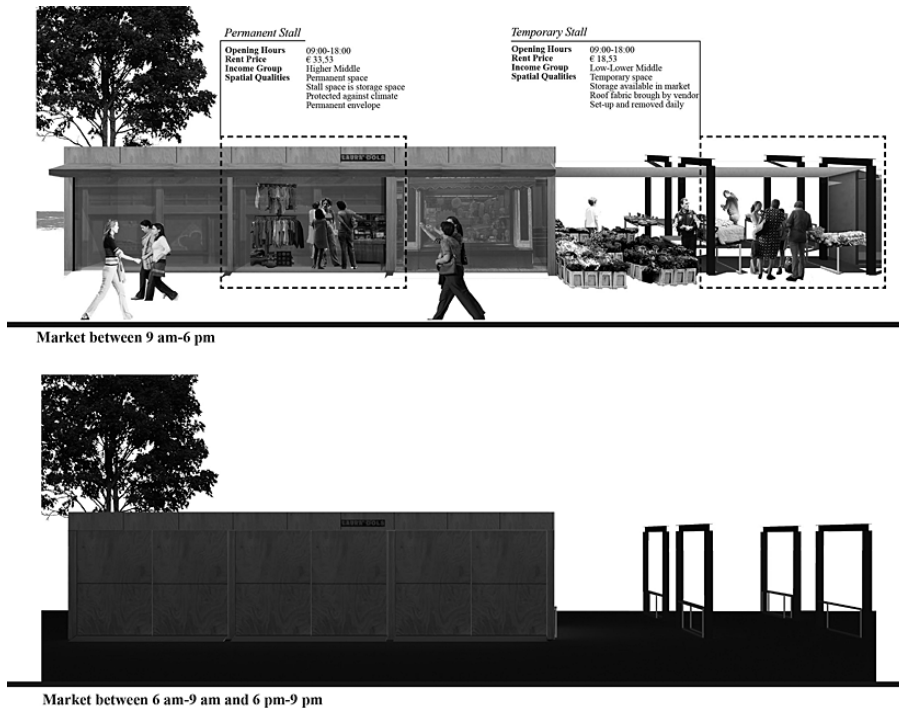 Permanent Stall
Opening Hours 09:00-18:00
Rent Price € 33,53
Income Group Higher Middle
Spatial Qualities Permanent space
Stall space is storage space
Protected against climate
Permanent envelope
Temporary Stall
Opening Hours 09:00-18:00
Rent Price € 18,53
Income Group Low-Lower Middle
Spatial Qualities Temporary space
Storage available in market
Roof fabric brough by vendor
Set-up and removed daily
Market between 9 am-6 pm
Market between 6 am-9 am and 6 pm-9 pm